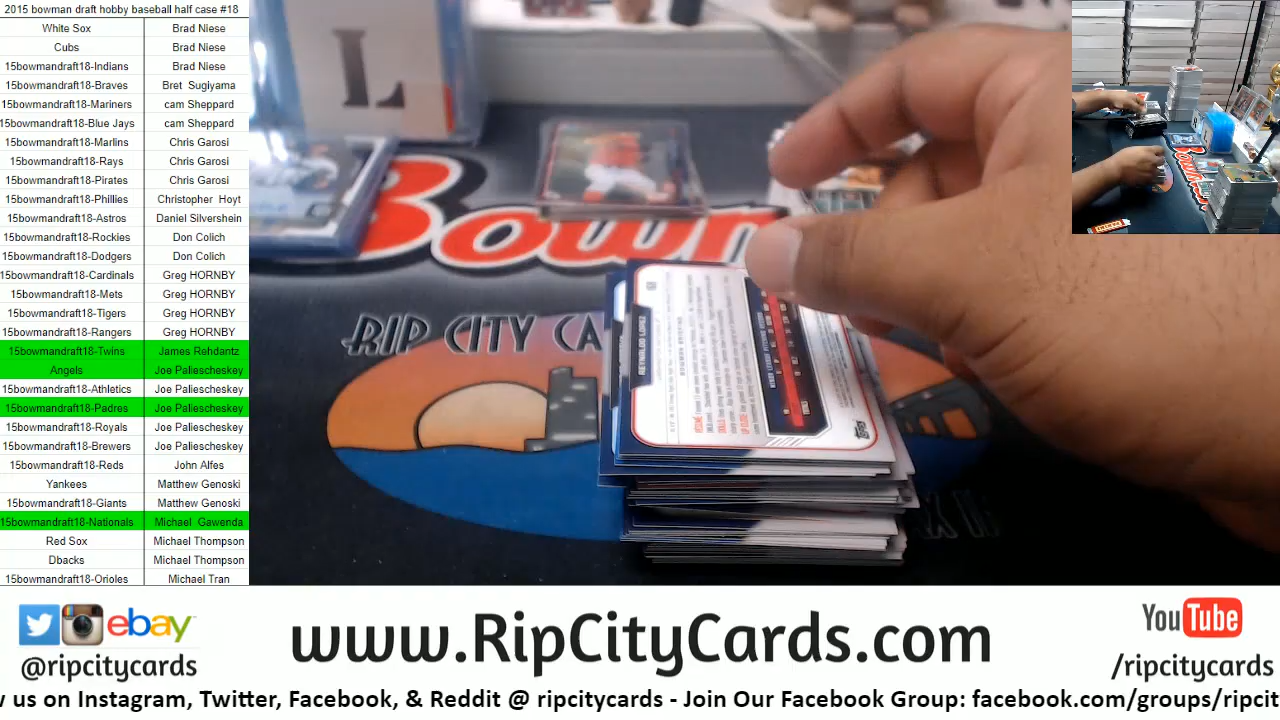 2015 bowman draft hobby baseball half case #18
White Sox Brad Niese
Cubs Brad Niese
15bowmandraft18-Indians Brad Niese
15bowmandraft18-Braves Bret Sugiyama
15bowmandraft18-Mariners cam Sheppard
15bowmandraft18-Blue Jays cam Sheppard
15bowmandraft18-Marlins Chris Garosi
15bowmandraft18-Rays Chris Garosi
15bowmandraft18-Pirates Chris Garosi
15bowmandraft18-Phillies Christopher Hoyt
15bowmandraft18-Astros Daniel Silvershein
15bowmandraft18-Rockies Don Colich
15bowmandraft18-Dodgers Don Colich
15bowmandraft18-Cardinals Greg HORNBY
15bowmandraft18-Mets Greg HORNBY
15bowmandraft18-Tigers Greg HORNBY
15bowmandraft18-Rangers Greg HORNBY
15bowmandraft18-Twins James Rehdantz
Angels Joe Paliescheskey
15bowmandraft18-Athletics Joe Paliescheskey
15bowmandraft18-Padres Joe Paliescheskey
15bowmandraft18-Royals Joe Paliescheskey
15bowmandraft18-Brewers Joe Paliescheskey
15bowmandraft18-Reds John Alfes
Yankees Matthew Genoski
15bowmandraft18-Giants Matthew Genoski
15bowmandraft18-Nationals Michael Gawenda
Red Sox Michael Thompson
Dbacks Michael Thompson
15bowmandraft18-Orioles Michael Tran
L
Bown
RIP CITY CA
REYNALDO LOPEZ
Topps
ebay
@ripcitycards
www.RipCityCards.com
YouTube
/ripcitycards
w us on Instagram, Twitter, Facebook, & Reddit @ ripcitycards - Join Our Facebook Group: facebook.com/groups/ripcit